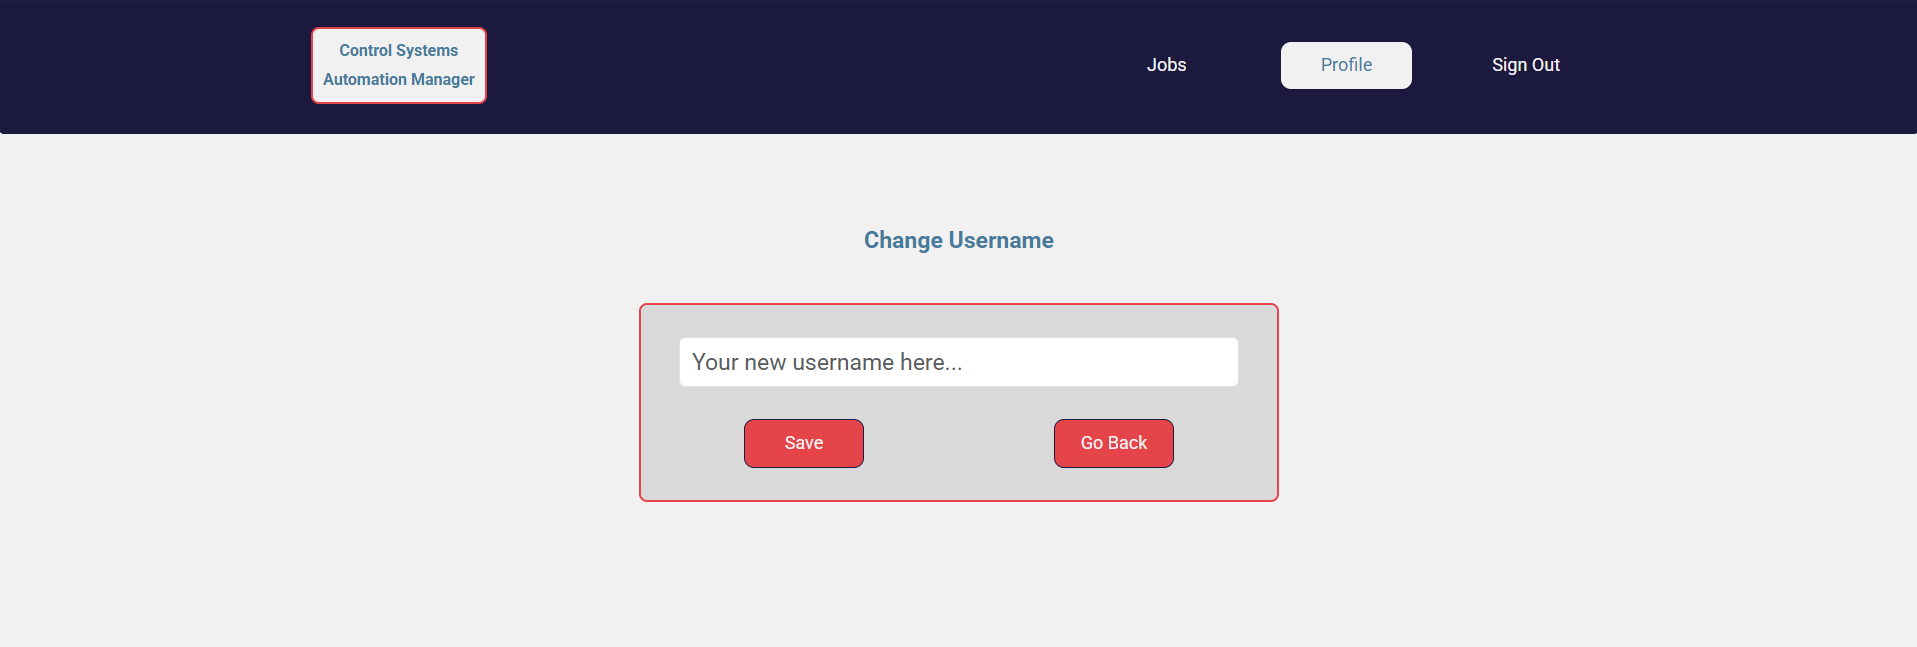 Control Systems
Automation Manager
Jobs
Profile
Sign Out
Change Username
Your new username here...
Save
Go Back